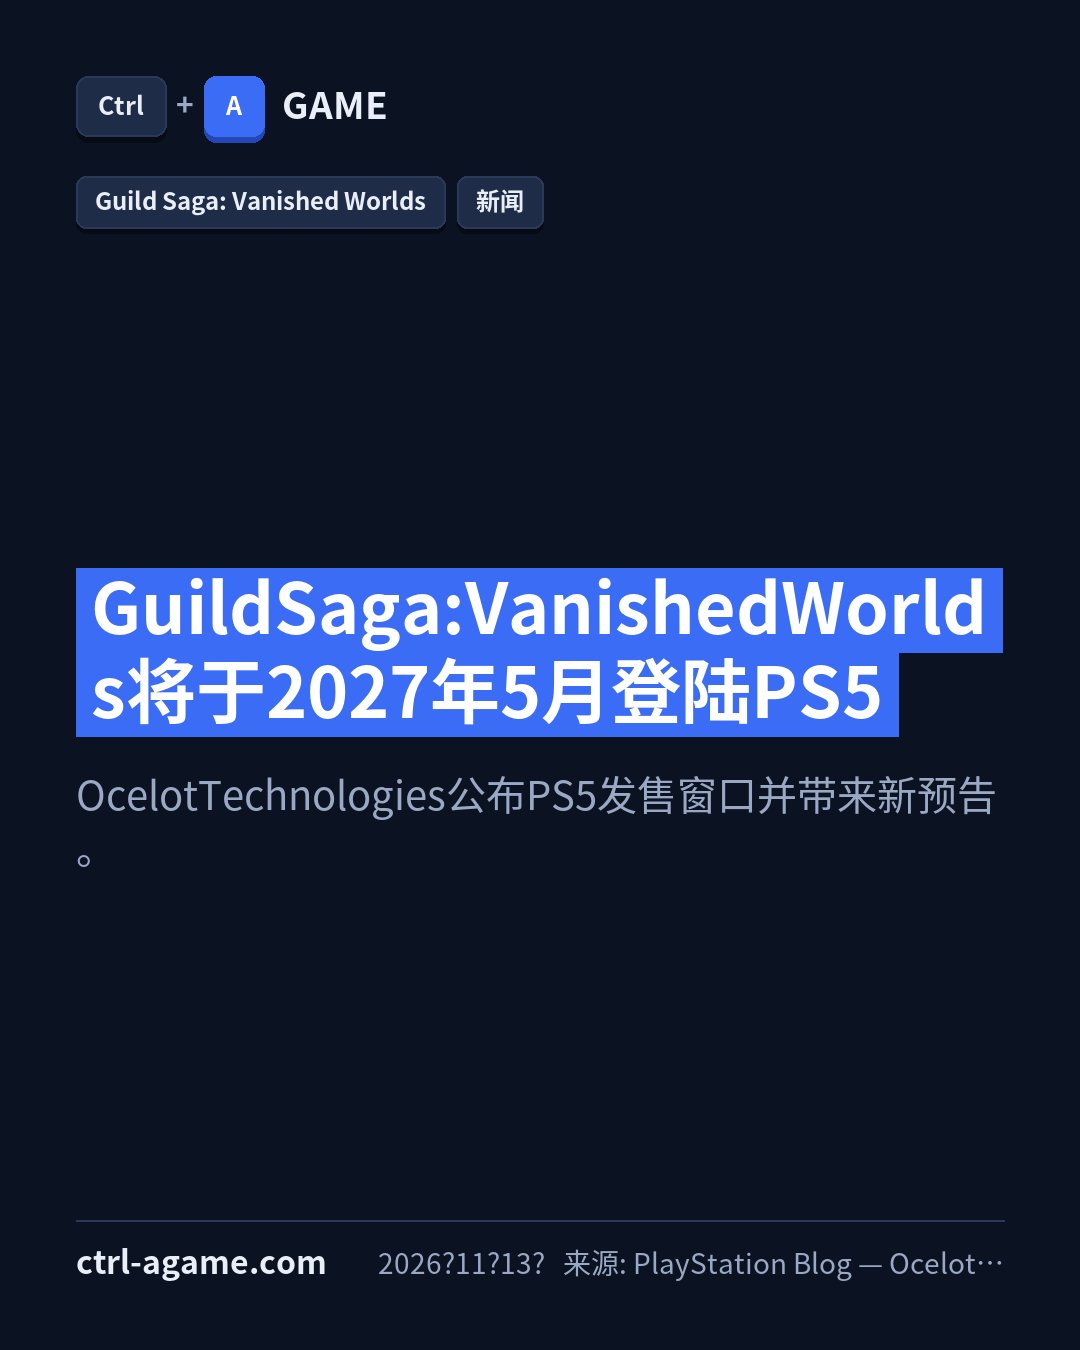 Ctrl + A GAME
Guild Saga: Vanished Worlds 新闻
GuildSaga:VanishedWorld
s将于2027年5月登陆PS5
OcelotTechnologies公布PS5发售窗口并带来新预告
。
ctrl-agame.com 2026?11?13? 来源: PlayStation Blog — Ocelot…